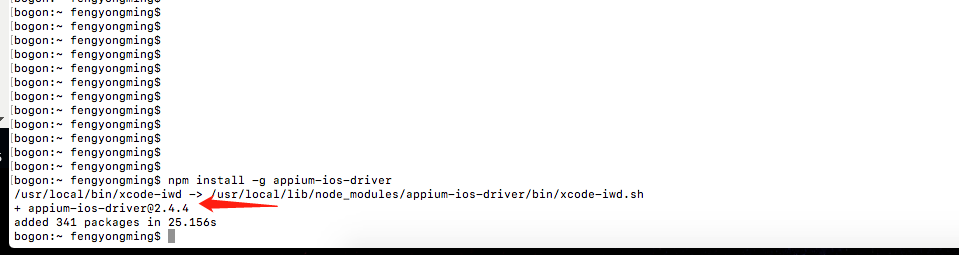 [bogon:~ fengyongming$
[bogon:~ fengyongming$
[bogon:~ fengyongming$
[bogon:~ fengyongming$
[bogon:~ fengyongming$
[bogon:~ fengyongming$
[bogon:~ fengyongming$
[bogon:~ fengyongming$
[bogon:~ fengyongming$
[bogon:~ fengyongming$
[bogon:~ fengyongming$
[bogon:~ fengyongming$
[bogon:~ fengyongming$
[bogon:~ fengyongming$ npm install -g appium-ios-driver
/usr/local/bin/xcode-iwd -> /usr/local/lib/node_modules/appium-ios-driver/bin/xcode-iwd.sh
+ appium-ios-driver@2.4.4
added 341 packages in 25.156s
bogon:~ fengyongming$